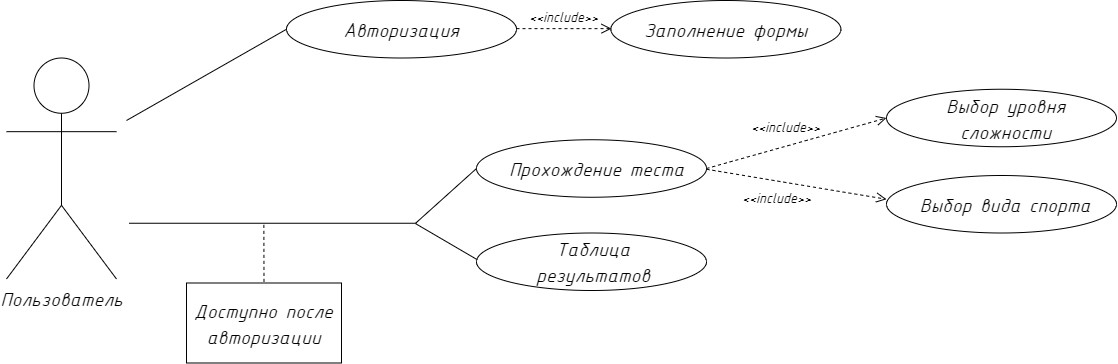 Авторизация
<<include>>
Заполнение формы
Выбор уровня
сложности
<<include>>
Прохождение теста
<<include>>
Выбор вида спорта
Таблица
результатов
Пользователь
Доступно после
авторизации